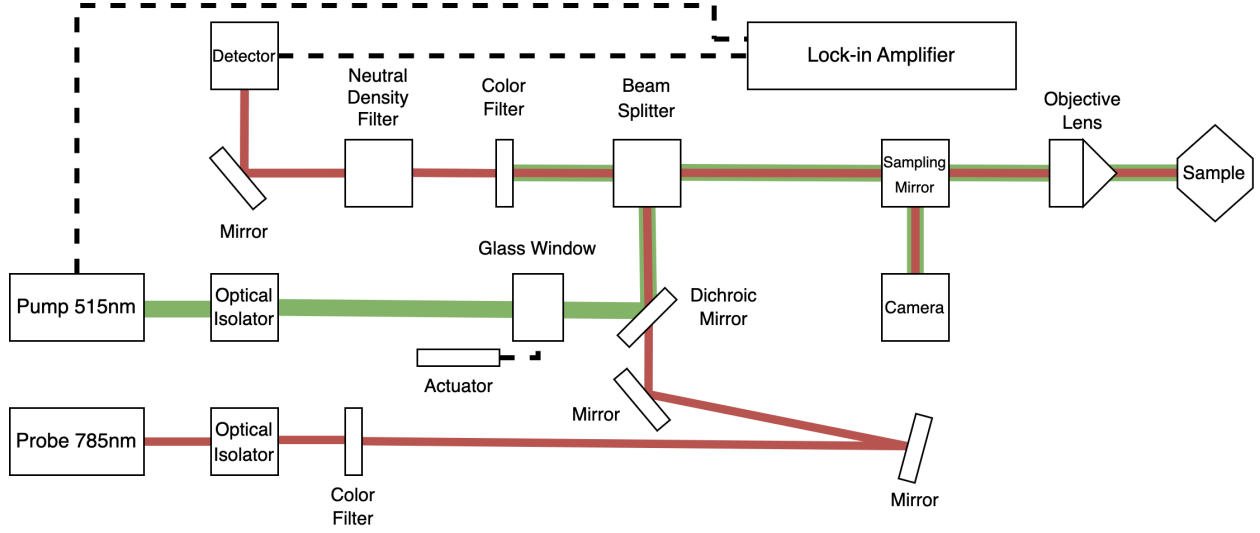 Detector
Lock-in Amplifier
Neutral
Density
Filter
Color
Filter
Beam
Splitter
Objective
Lens
Sampling
Mirror
Sample
Mirror
Glass Window
Pump 515nm
Optical
Isolator
Dichroic
Mirror
Camera
Actuator
Mirror
Probe 785nm
Optical
Isolator
Color
Filter
Mirror